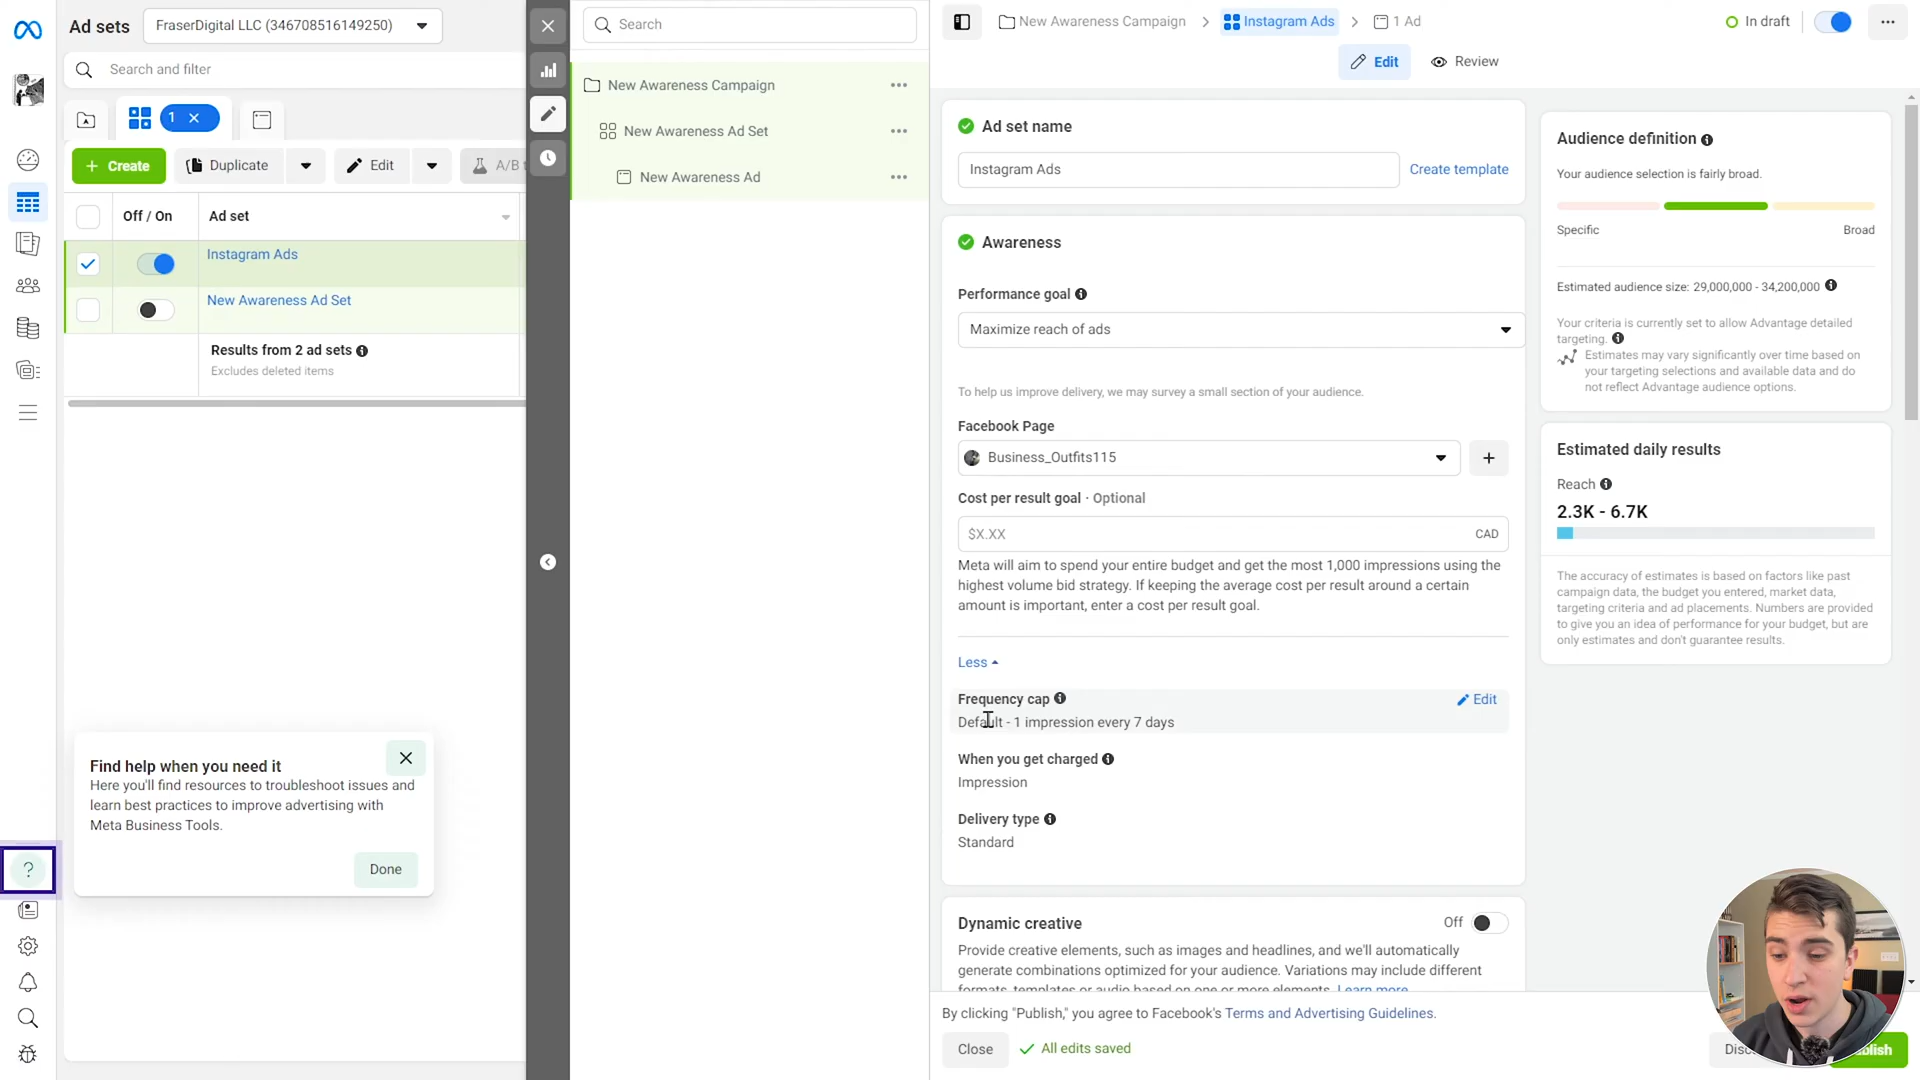 Ad sets
FraserDigital LLC (346708516149250)
Search and filter
1
Create
Duplicate
Edit
A/B t
Off / On
Ad set
Instagram Ads
New Awareness Ad Set
Results from 2 ad sets
Excludes deleted items
Find help when you need it
Here you'll find resources to troubleshoot issues and
learn best practices to improve advertising with
Meta Business Tools.
Done
Search
New Awareness Campaign
New Awareness Ad Set
New Awareness Ad
New Awareness Campaign
Instagram Ads
1 Ad
In draft
Edit
Review
Ad set name
Instagram Ads
Create template
Awareness
Performance goal
Maximize reach of ads
To help us improve delivery, we may survey a small section of your audience.
Facebook Page
Business_Outfits115
Cost per result goal · Optional
$X.XX
CAD
Meta will aim to spend your entire budget and get the most 1,000 impressions using the
highest volume bid strategy. If keeping the average cost per result around a certain
amount is important, enter a cost per result goal.
Less
Frequency cap
Edit
Default - 1 impression every 7 days
When you get charged
Impression
Delivery type
Standard
Dynamic creative
Off
Provide creative elements, such as images and headlines, and we'll automatically
generate combinations optimized for your audience. Variations may include different
formats, templates or audio based on one or more elements. Learn more
By clicking "Publish," you agree to Facebook's Terms and Advertising Guidelines.
Close
All edits saved
Audience definition
Your audience selection is fairly broad.
Specific
Broad
Estimated audience size: 29,000,000 - 34,200,000
Your criteria is currently set to allow Advantage detailed
targeting.
Estimates may vary significantly over time based on
your targeting selections and available data and do
not reflect Advantage audience options.
Estimated daily results
Reach
2.3K - 6.7K
The accuracy of estimates is based on factors like past
campaign data, the budget you entered, market data,
targeting criteria and ad placements. Numbers are provided
to give you an idea of performance for your budget, but are
only estimates and don't guarantee results.